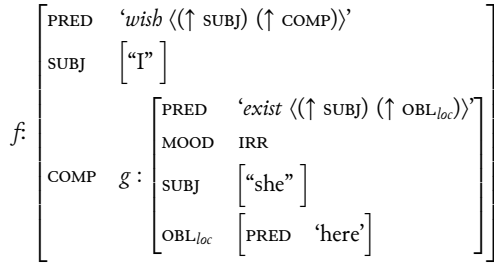 PRED ‘wish ⟨(↑ SUBJ) (↑ COMP)⟩’
SUBJ [“I” ]
f:
COMP g :
PRED ‘exist ⟨(↑ SUBJ) (↑ OBLloc)⟩’
MOOD IRR
SUBJ [“she” ]
OBLloc [PRED ‘here’]